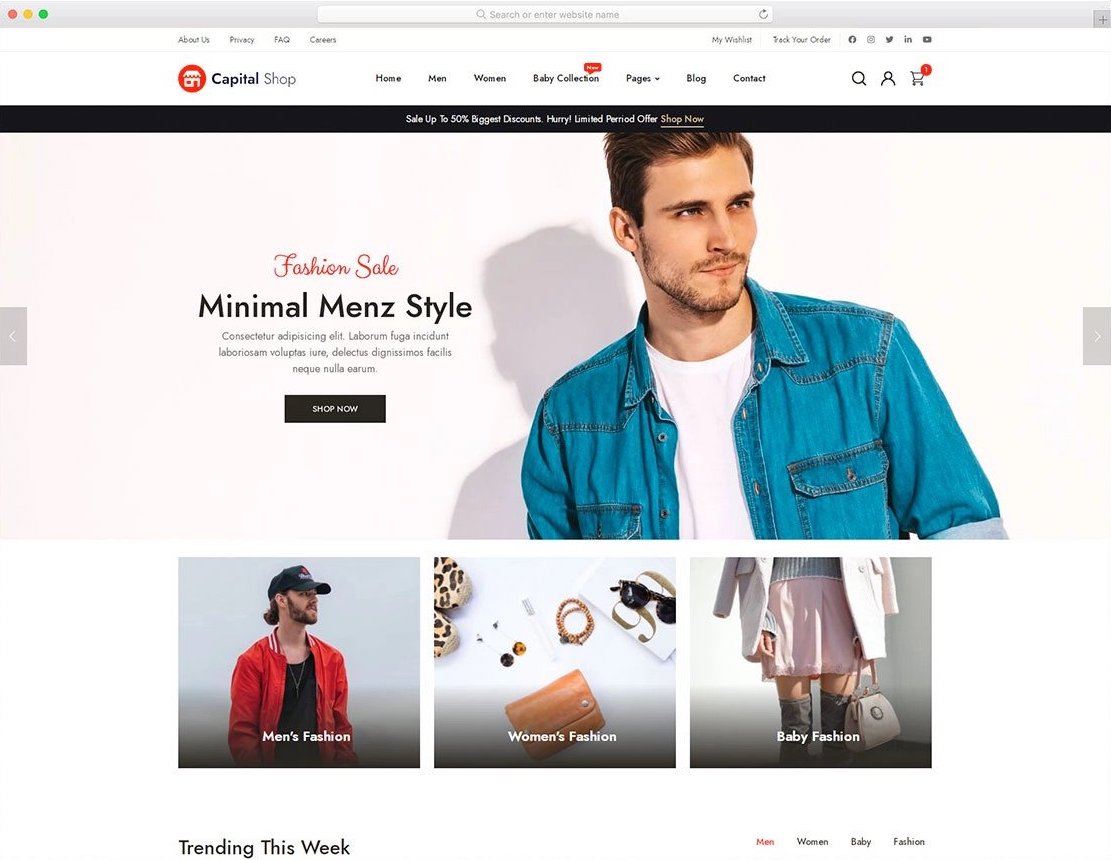 Search or enter website name
About Us Privacy FAQ Careers My Wishlist Track Your Order
Capital Shop Home Men Women Baby Collection New Pages Blog Contact 1
Sale Up To 50% Biggest Discounts. Hurry! Limited Perriod Offer Shop Now
Fashion Sale
Minimal Menz Style
Consectetur adipisicing elit. Laborum fuga incidunt
laboriosam voluptas iure, delectus dignissimos facilis
neque nulla earum.
SHOP NOW
Men's Fashion Women's Fashion Baby Fashion
Trending This Week Men Women Baby Fashion